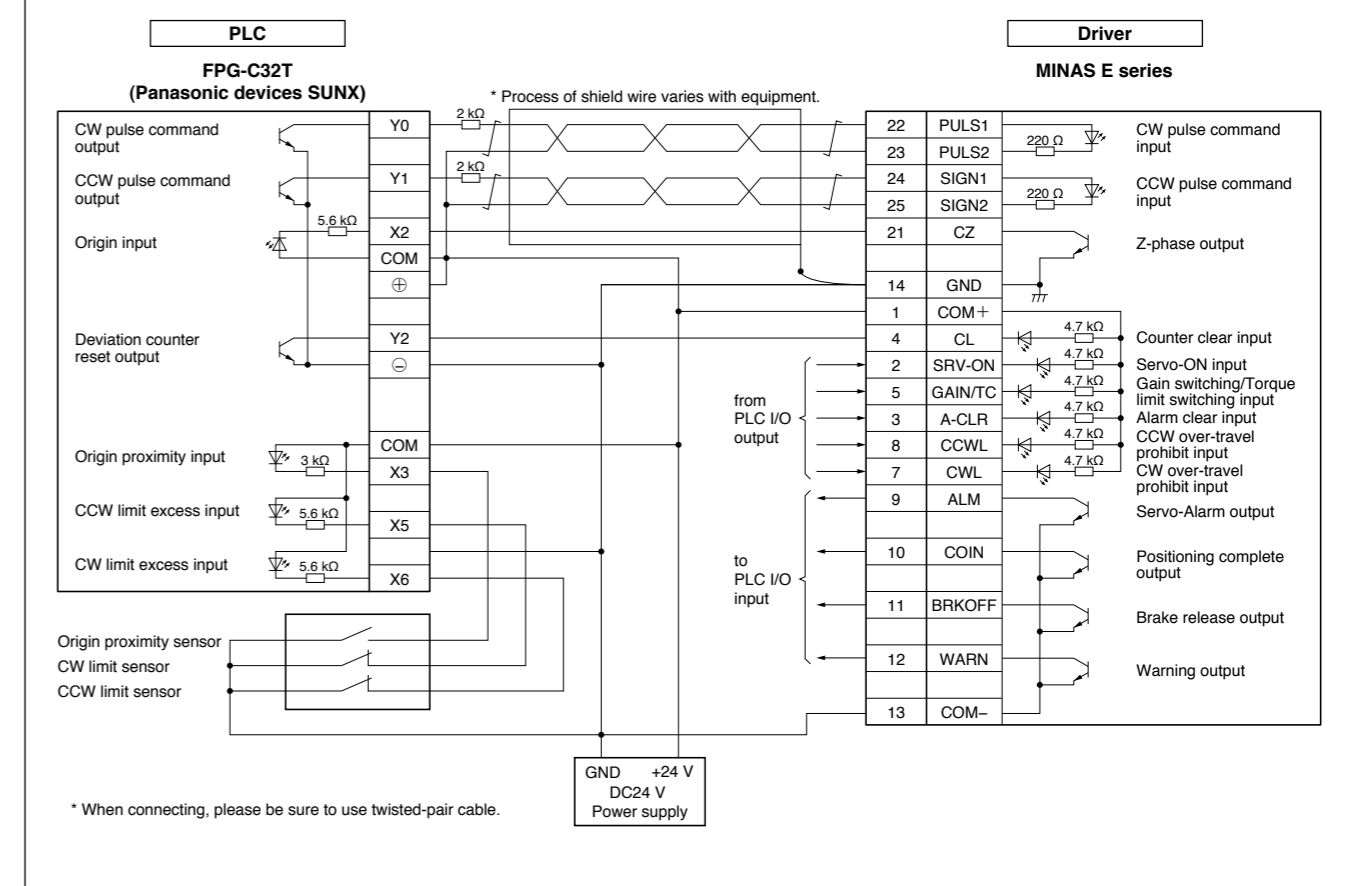 PLC
Driver
FPG-C32T
(Panasonic devices SUNX)
MINAS E series
* Process of shield wire varies with equipment.
CW pulse command
output
Y0
2 kΩ
22 PULS1
23 PULS2
220 Ω
CW pulse command
input
CCW pulse command
output
Y1
2 kΩ
24 SIGN1
25 SIGN2
220 Ω
CCW pulse command
input
Origin input
5.6 kΩ
X2
COM
⊕
21 CZ
Z-phase output
14 GND
1 COM+
Deviation counter
reset output
Y2
⊖
4 CL
4.7 kΩ
Counter clear input
2 SRV-ON
4.7 kΩ
Servo-ON input
5 GAIN/TC
4.7 kΩ
Gain switching/Torque
limit switching input
3 A-CLR
4.7 kΩ
Alarm clear input
8 CCWL
4.7 kΩ
CCW over-travel
prohibit input
7 CWL
4.7 kΩ
CW over-travel
prohibit input
from
PLC I/O
output
COM
Origin proximity input
3 kΩ
X3
CCW limit excess input
5.6 kΩ
X5
CW limit excess input
5.6 kΩ
X6
9 ALM
Servo-Alarm output
10 COIN
Positioning complete
output
11 BRKOFF
Brake release output
12 WARN
Warning output
13 COM−
to
PLC I/O
input
Origin proximity sensor
CW limit sensor
CCW limit sensor
GND +24 V
DC24 V
Power supply
* When connecting, please be sure to use twisted-pair cable.